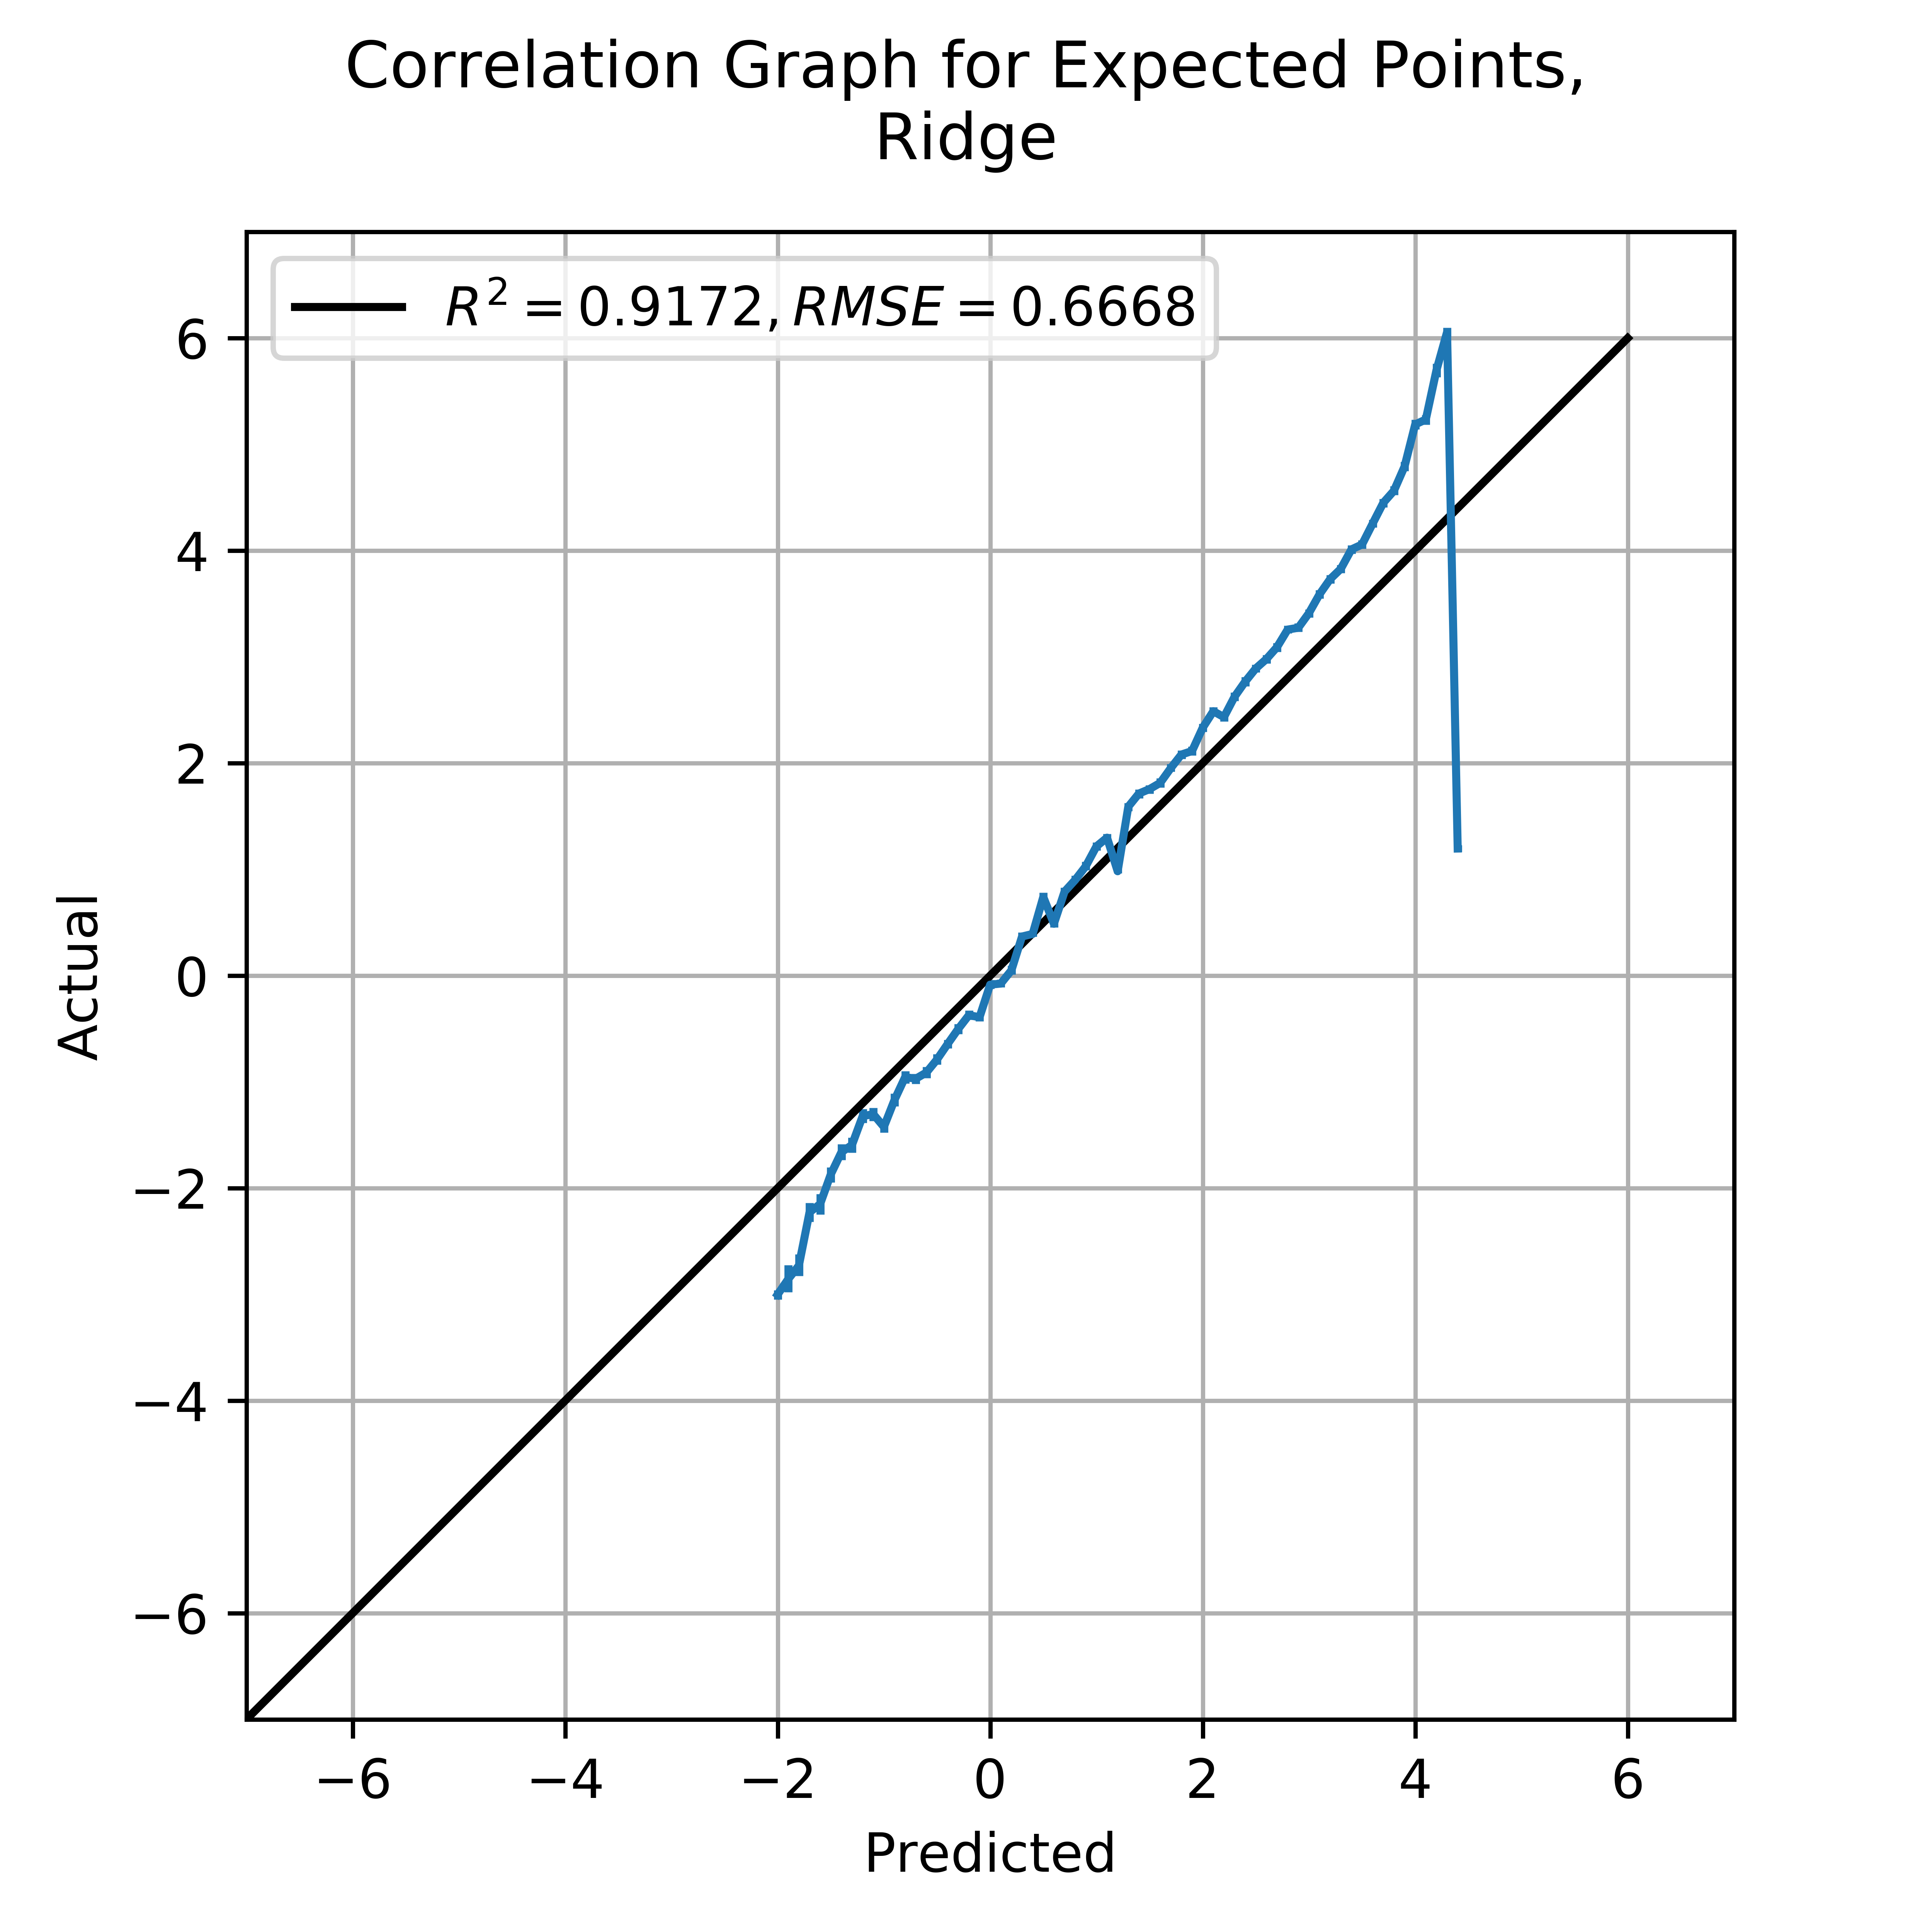 Correlation Graph for Expected Points,
Ridge
R² = 0.9172, RMSE = 0.6668
6
4
2
0
−2
−4
−6
Actual
−6 −4 −2 0 2 4 6
Predicted